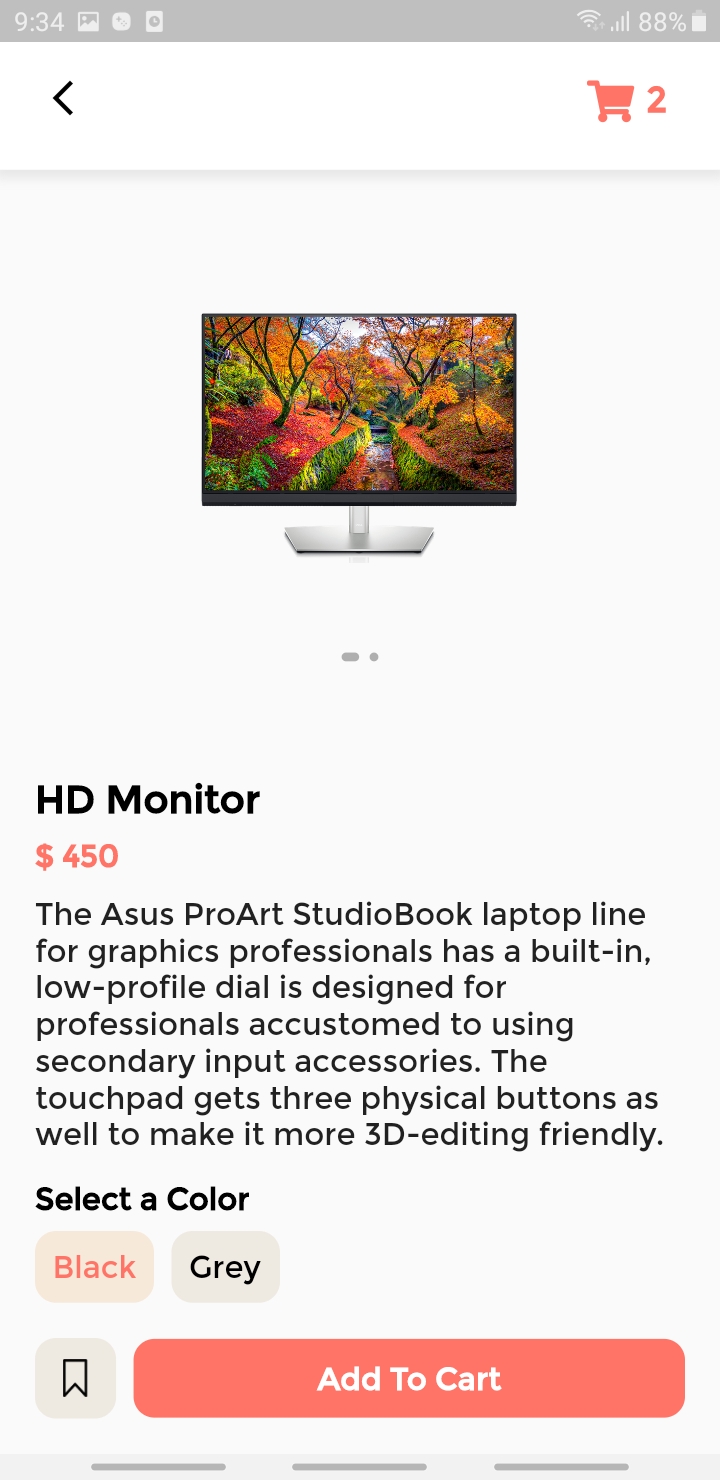 9:34 88%
2
HD Monitor
$ 450
The Asus ProArt StudioBook laptop line
for graphics professionals has a built-in,
low-profile dial is designed for
professionals accustomed to using
secondary input accessories. The
touchpad gets three physical buttons as
well to make it more 3D-editing friendly.
Select a Color
Black Grey
Add To Cart